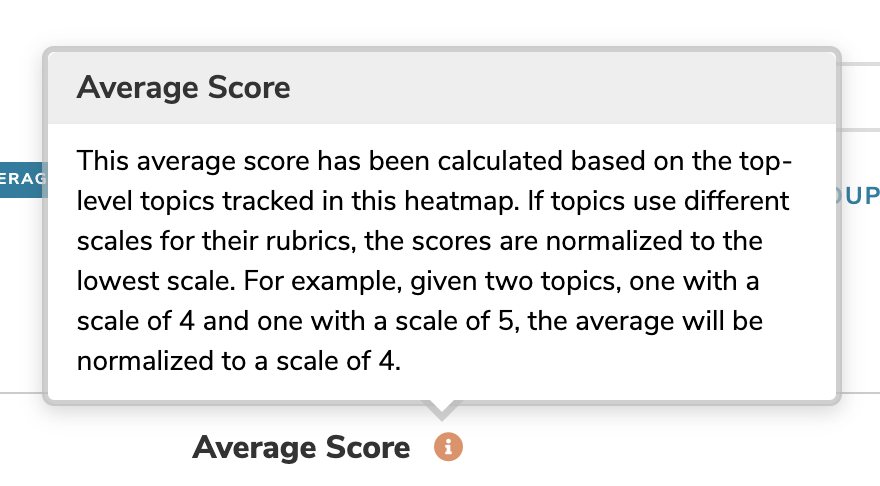 Average Score
This average score has been calculated based on the top-
level topics tracked in this heatmap. If topics use different
scales for their rubrics, the scores are normalized to the
lowest scale. For example, given two topics, one with a
scale of 4 and one with a scale of 5, the average will be
normalized to a scale of 4.
ERAG
OUP
Average Score